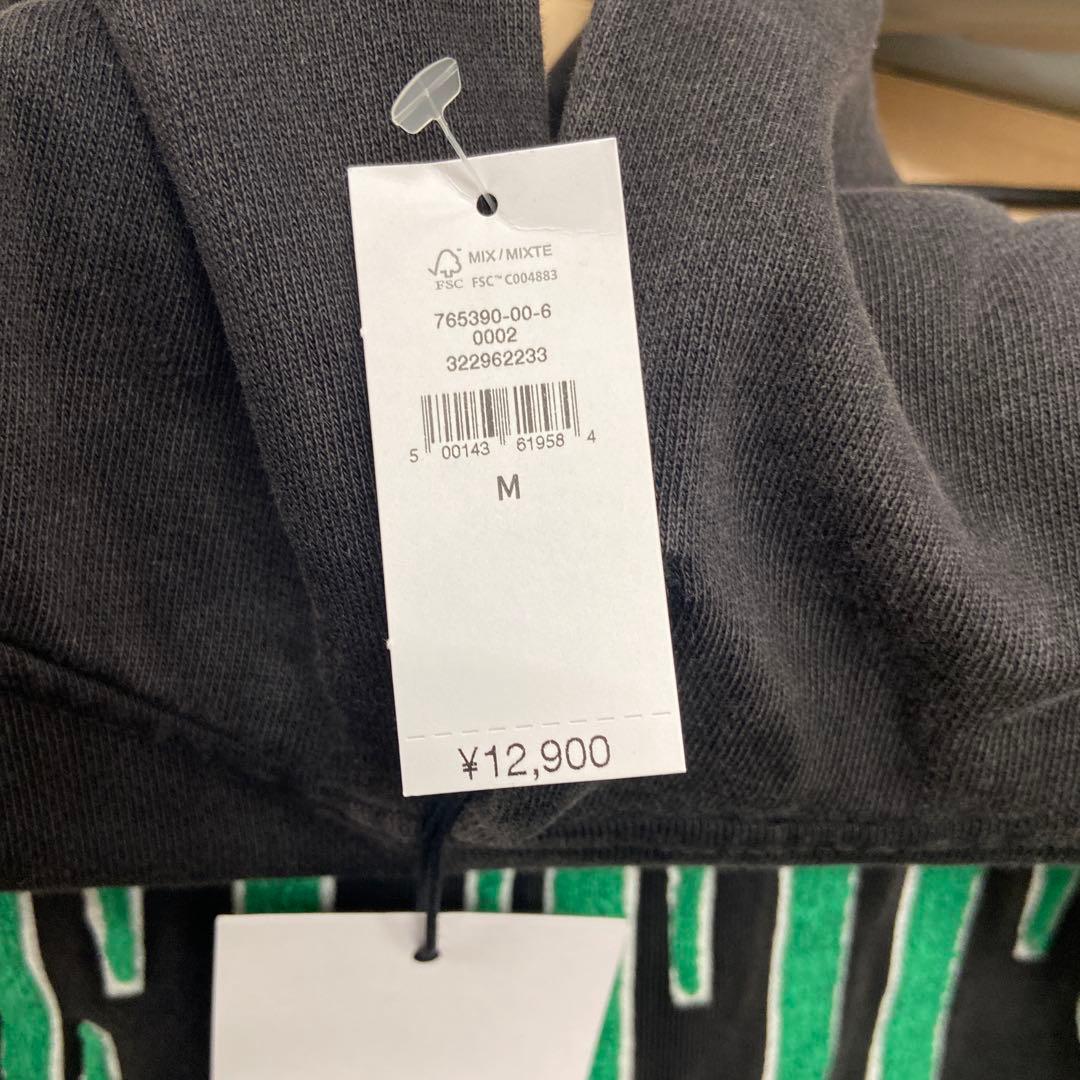 MIX/MIXTE
FSC FSC™ C004883
765390-00-6
0002
322962233
5 00143 61958 4
M
¥12,900